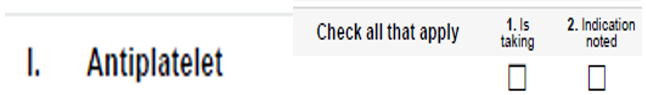 Check all that apply 1. Is taking 2. Indication noted
I. Antiplatelet ☐ ☐